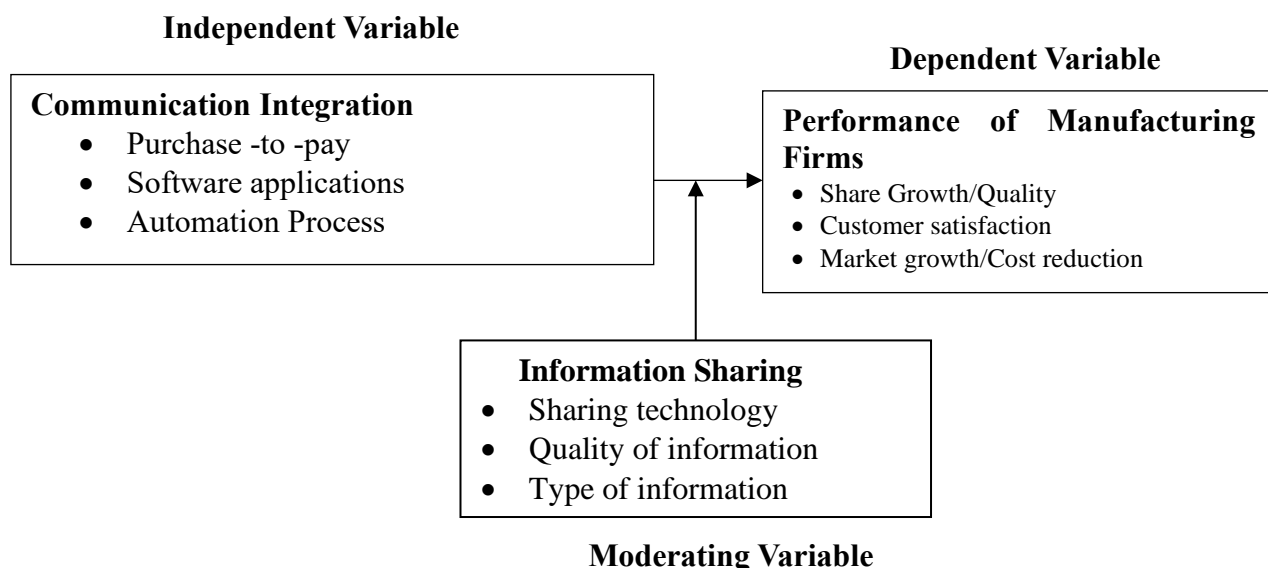 Independent Variable
Communication Integration
• Purchase -to -pay
• Software applications
• Automation Process
Dependent Variable
Performance of Manufacturing
Firms
• Share Growth/Quality
• Customer satisfaction
• Market growth/Cost reduction
Information Sharing
• Sharing technology
• Quality of information
• Type of information
Moderating Variable